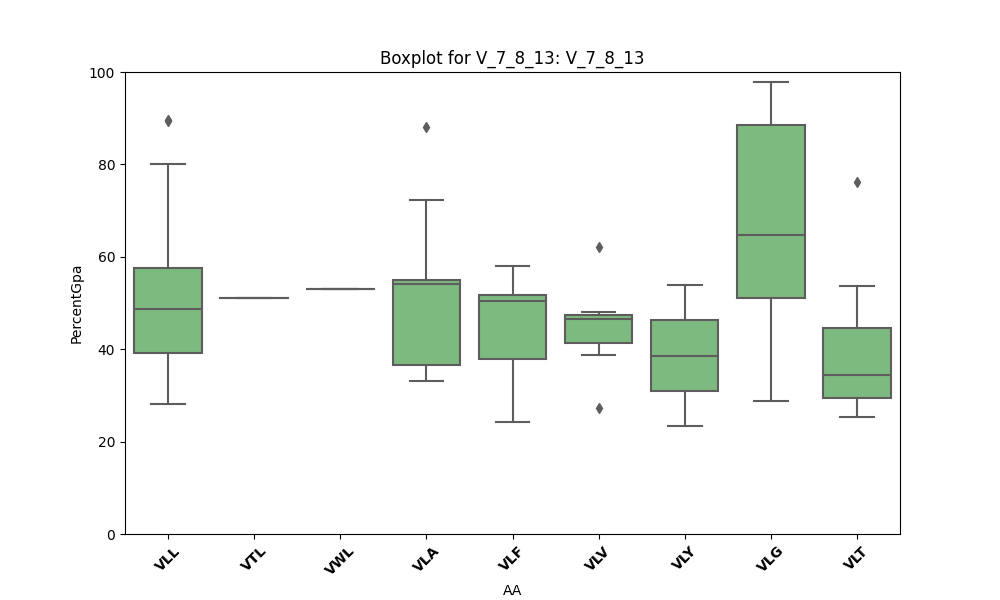 Boxplot for V_7_8_13: V_7_8_13
PercentGpa
100
80
60
40
20
0
VLL VTL VWL VLA VLF VLV VLY VLG VLT
AA